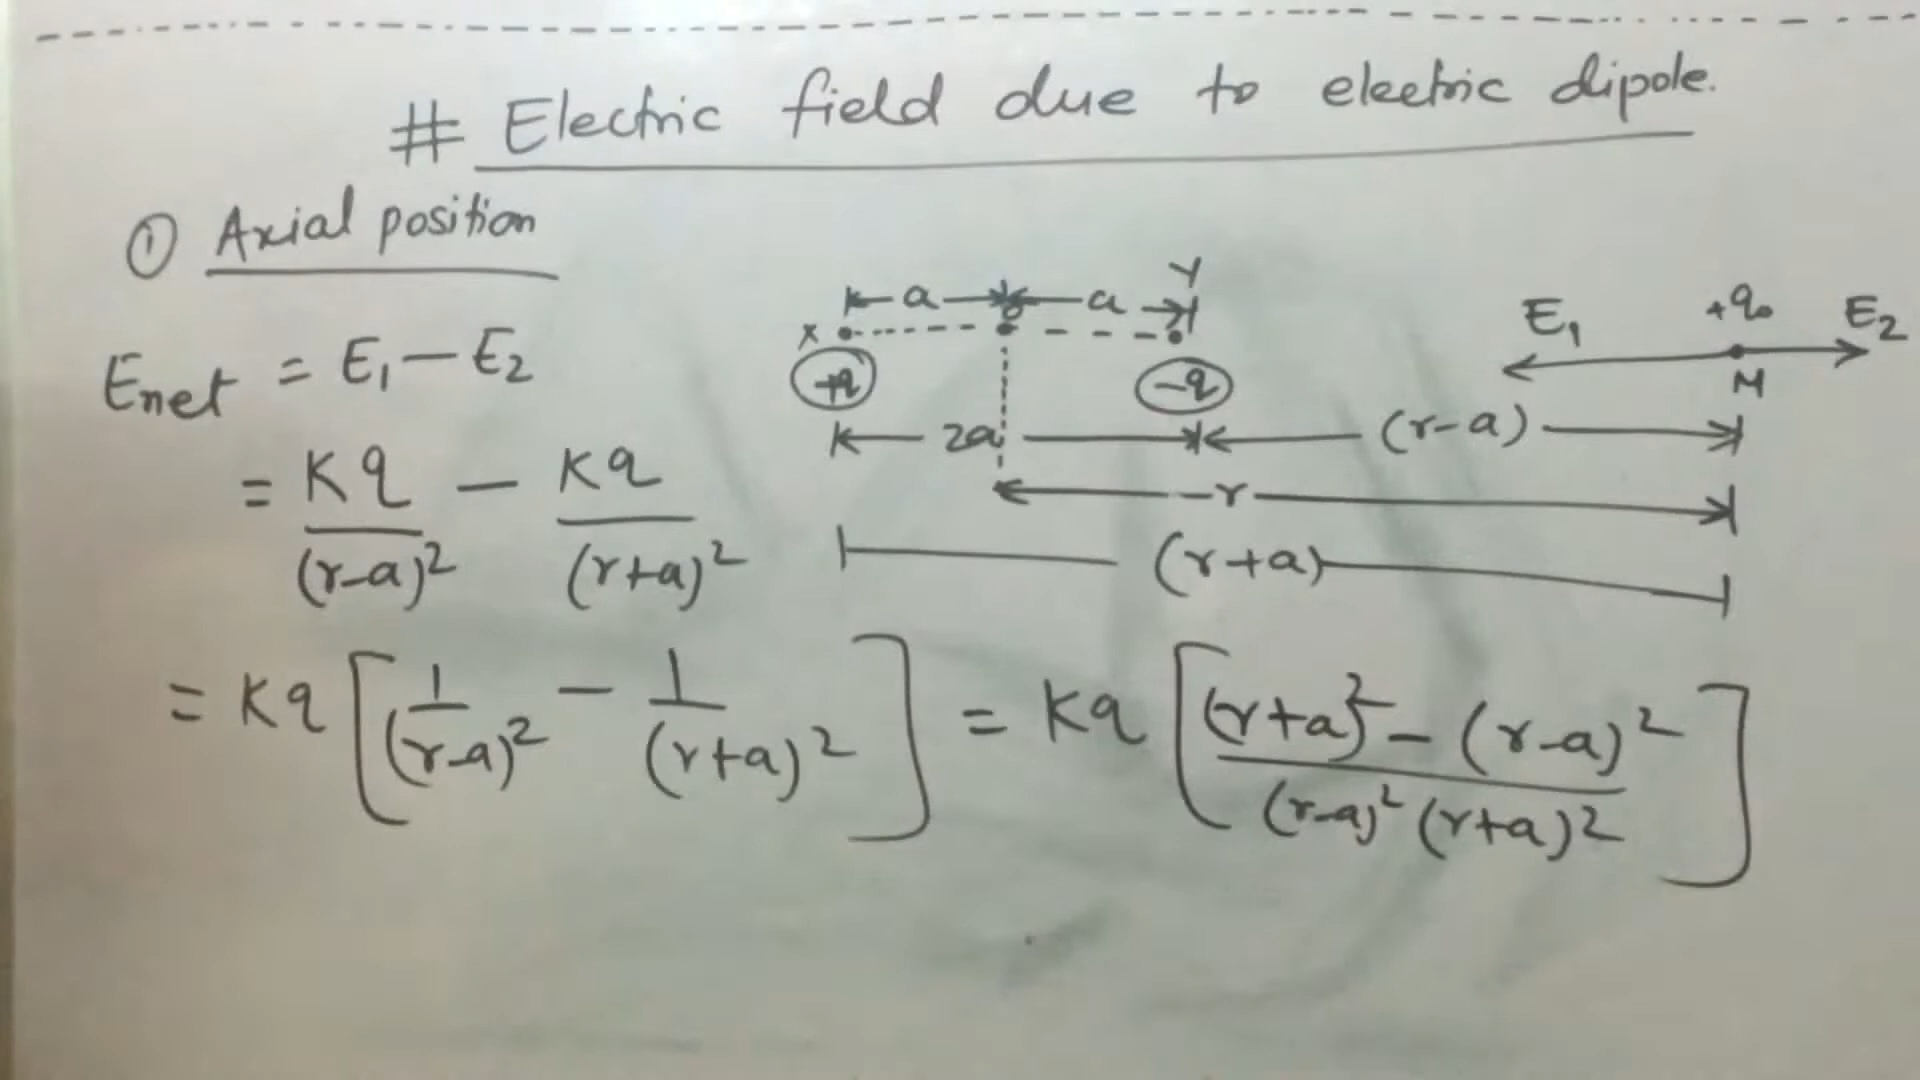 # Electric field due to electric dipole.
① Axial position
Enet = E₁ − E₂
= Kq/(r−a)² − Kq/(r+a)²
= Kq [1/(r−a)² − 1/(r+a)²] = Kq [((r+a)² − (r−a)²)/((r−a)² (r+a)²)]
a a Y
X O
+q −q
E₁ +q₀ E₂
M
2a (r−a)
r
(r+a)